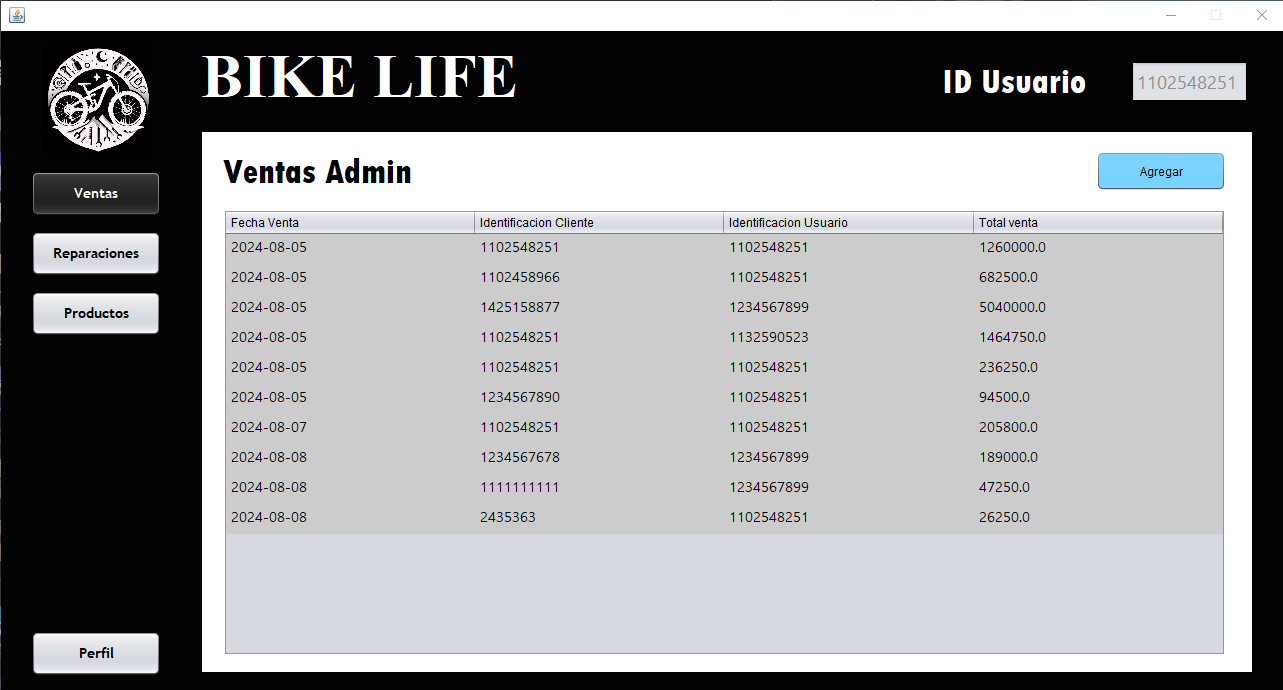 BIKE LIFE
ID Usuario 1102548251
Ventas
Reparaciones
Productos
Perfil
Ventas Admin
Agregar
Fecha Venta Identificacion Cliente Identificacion Usuario Total venta
2024-08-05 1102548251 1102548251 1260000.0
2024-08-05 1102458966 1102548251 682500.0
2024-08-05 1425158877 1234567899 5040000.0
2024-08-05 1102548251 1132590523 1464750.0
2024-08-05 1102548251 1102548251 236250.0
2024-08-05 1234567890 1102548251 94500.0
2024-08-07 1102548251 1102548251 205800.0
2024-08-08 1234567678 1234567899 189000.0
2024-08-08 1111111111 1234567899 47250.0
2024-08-08 2435363 1102548251 26250.0